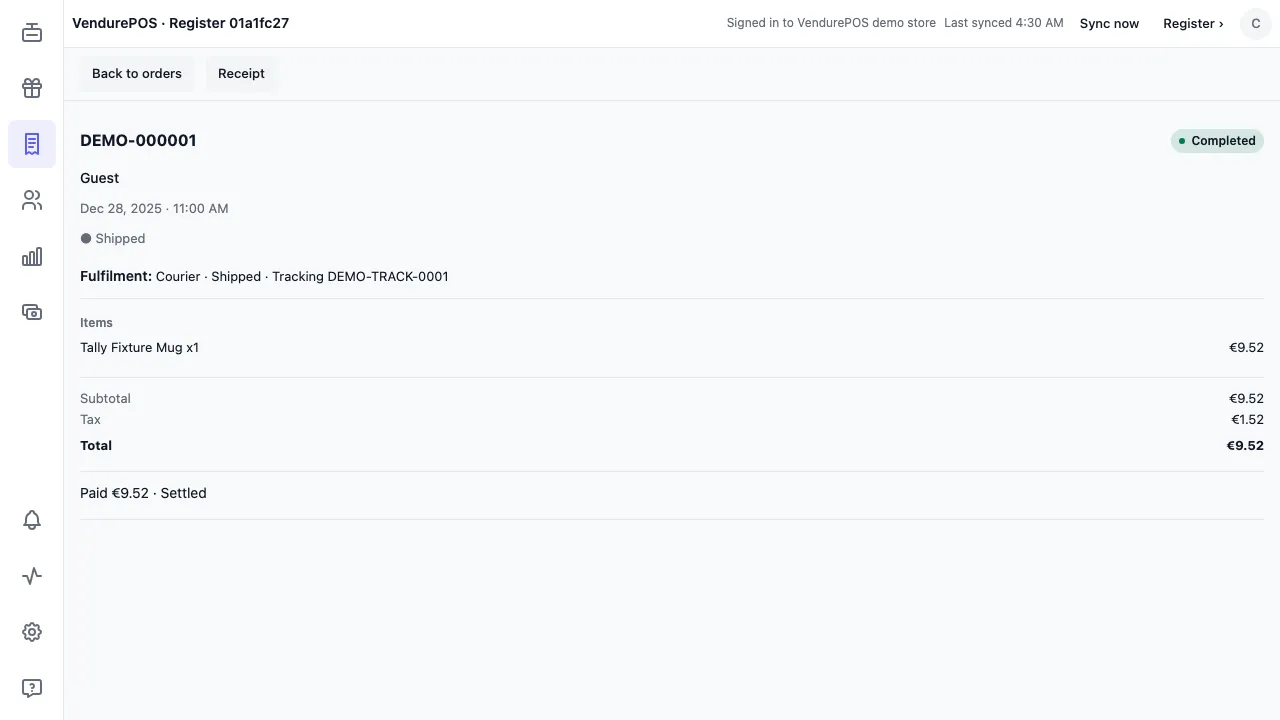 VendurePOS · Register 01a1fc27
Signed in to VendurePOS demo store Last synced 4:30 AM Sync now Register › C
Back to orders Receipt
DEMO-000001 Completed
Guest
Dec 28, 2025 · 11:00 AM
Shipped
Fulfilment: Courier · Shipped · Tracking DEMO-TRACK-0001
Items
Tally Fixture Mug x1 €9.52
Subtotal €9.52
Tax €1.52
Total €9.52
Paid €9.52 · Settled